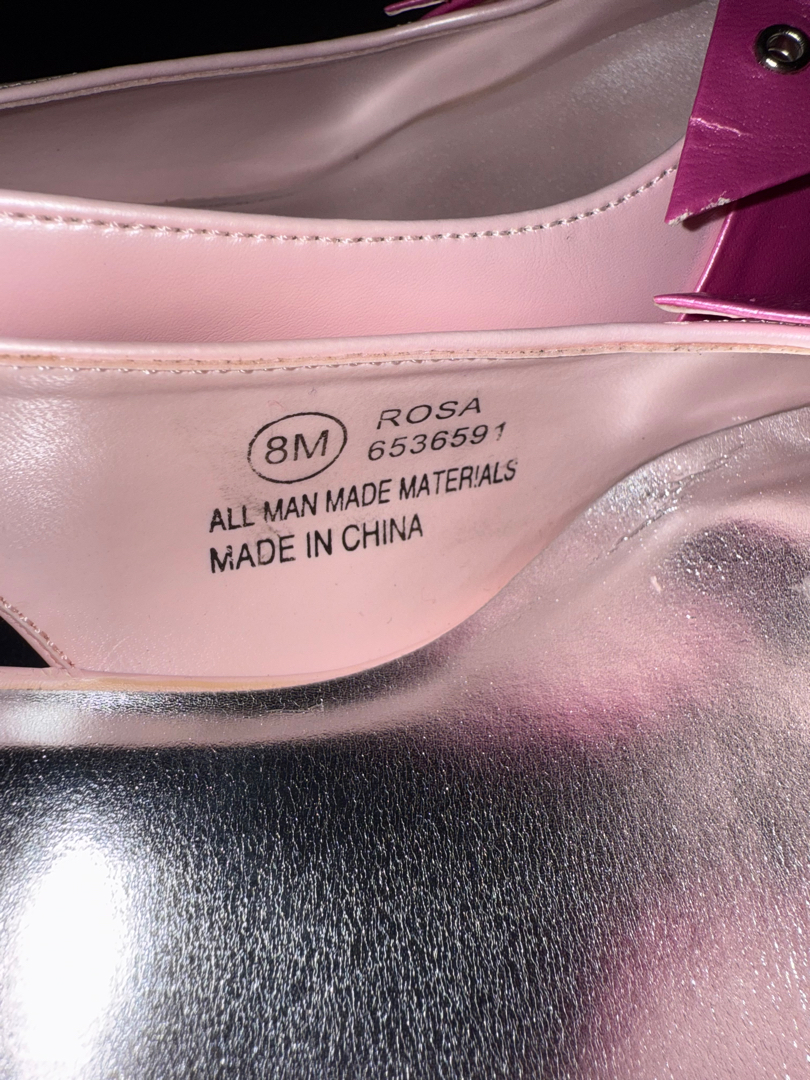 8M
ROSA
6536591
ALL MAN MADE MATERIALS
MADE IN CHINA